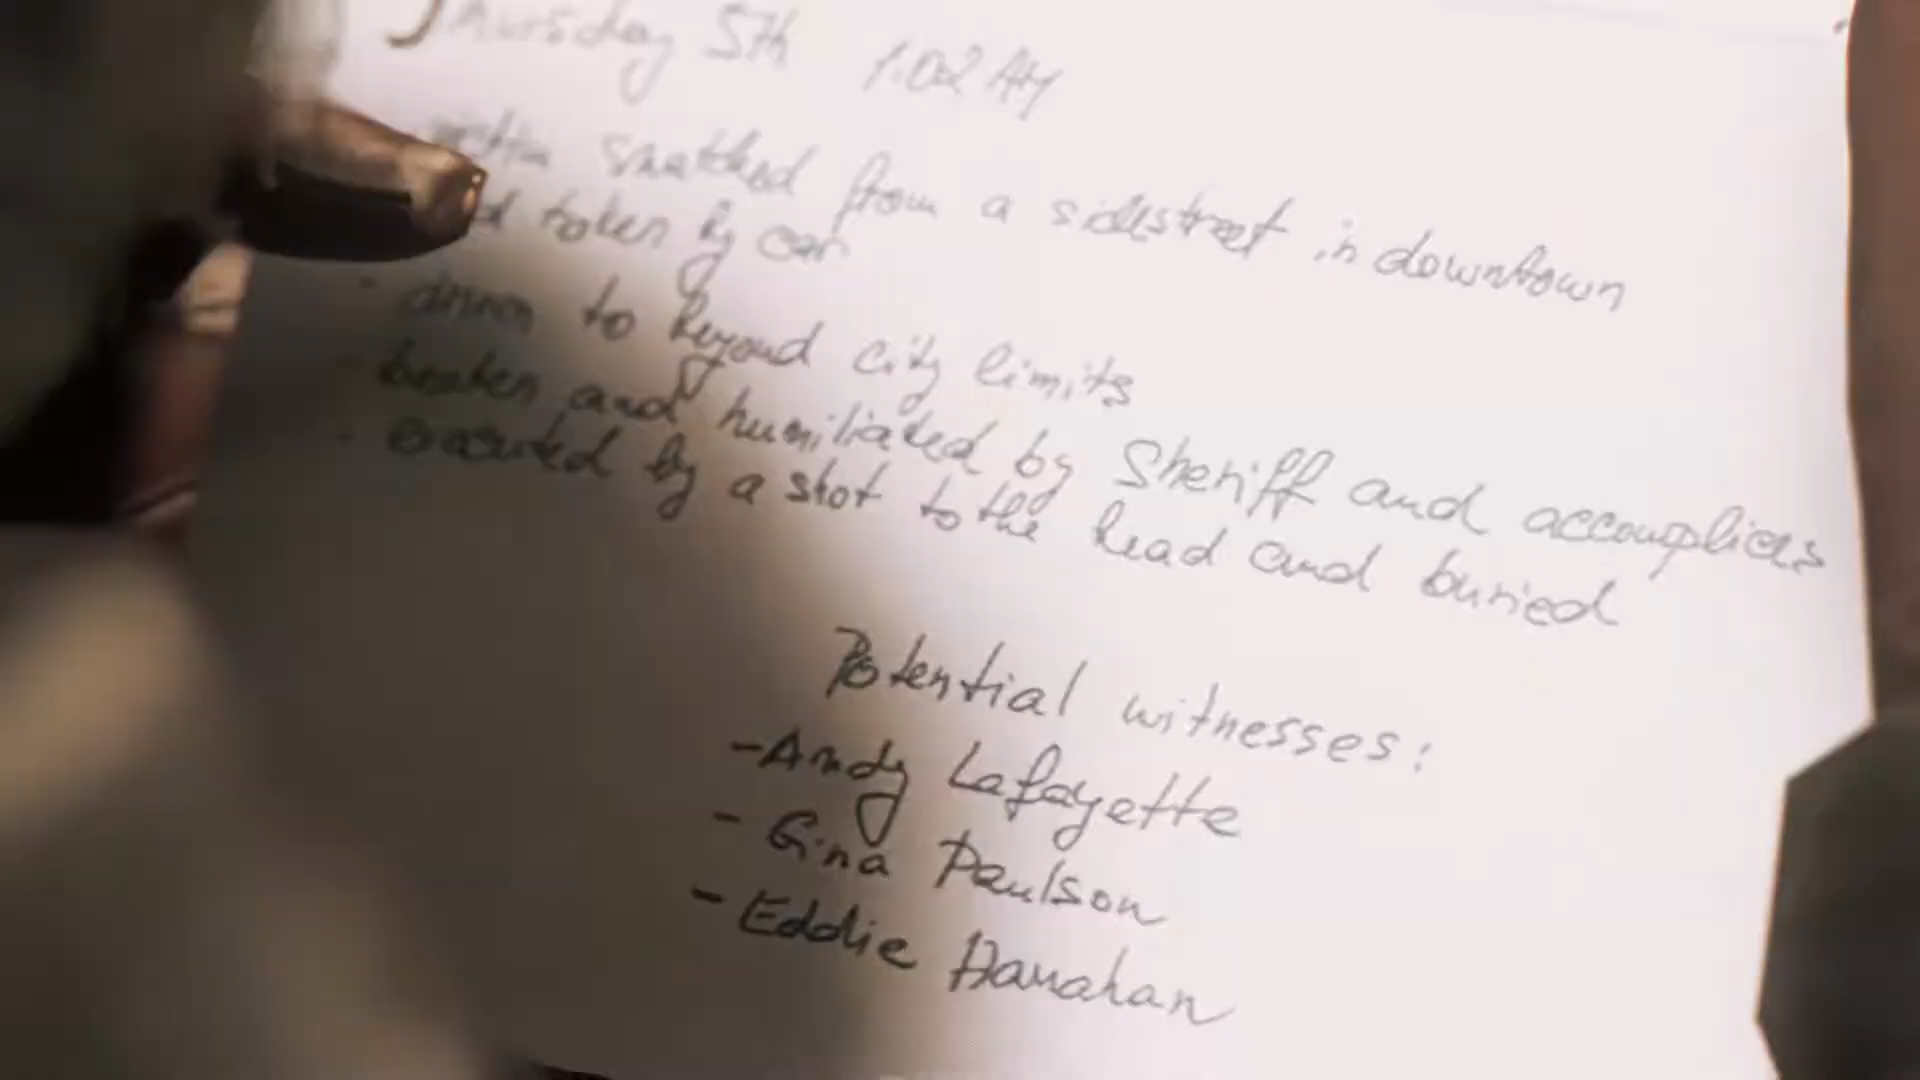 Thursday 5th 1.02 AM
snatched from a sidestreet in downtown
taken by car
- driven to beyond city limits
- beaten and humiliated by Sheriff and accomplices
- executed by a shot to the head and buried
Potential witnesses:
- Andy Lafayette
- Gina Paulson
- Eddie Hanahan